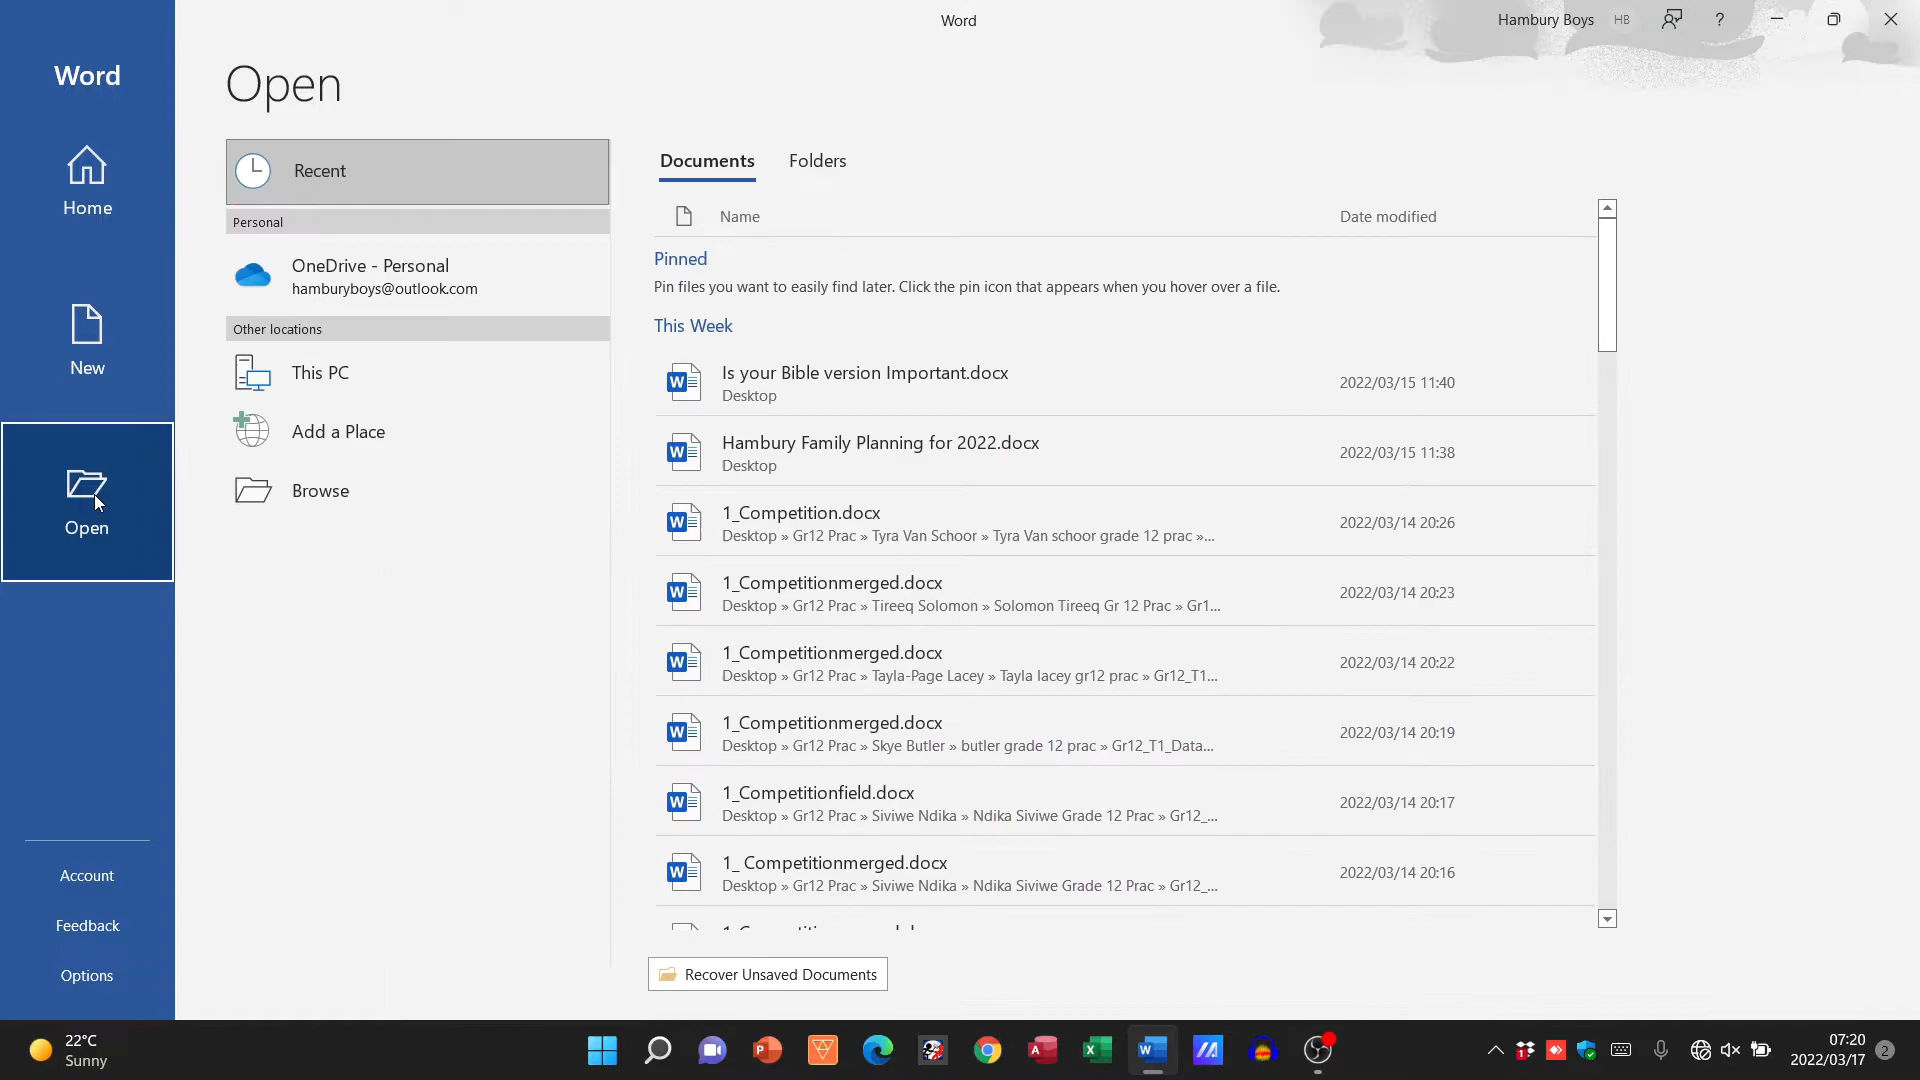 Word
Hambury Boys HB ?
Word
Home
New
Open
Account
Feedback
Options
Open
Recent
Personal
OneDrive - Personal
hamburyboys@outlook.com
Other locations
This PC
Add a Place
Browse
Documents Folders
Name Date modified
Pinned
Pin files you want to easily find later. Click the pin icon that appears when you hover over a file.
This Week
Is your Bible version Important.docx
Desktop
2022/03/15 11:40
Hambury Family Planning for 2022.docx
Desktop
2022/03/15 11:38
1_Competition.docx
Desktop » Gr12 Prac » Tyra Van Schoor » Tyra Van schoor grade 12 prac »...
2022/03/14 20:26
1_Competitionmerged.docx
Desktop » Gr12 Prac » Tireeq Solomon » Solomon Tireeq Gr 12 Prac » Gr1...
2022/03/14 20:23
1_Competitionmerged.docx
Desktop » Gr12 Prac » Tayla-Page Lacey » Tayla lacey gr12 prac » Gr12_T1...
2022/03/14 20:22
1_Competitionmerged.docx
Desktop » Gr12 Prac » Skye Butler » butler grade 12 prac » Gr12_T1_Data...
2022/03/14 20:19
1_Competitionfield.docx
Desktop » Gr12 Prac » Siviwe Ndika » Ndika Siviwe Grade 12 Prac » Gr12_...
2022/03/14 20:17
1_ Competitionmerged.docx
Desktop » Gr12 Prac » Siviwe Ndika » Ndika Siviwe Grade 12 Prac » Gr12_...
2022/03/14 20:16
Recover Unsaved Documents
22°C
Sunny
07:20
2022/03/17
2